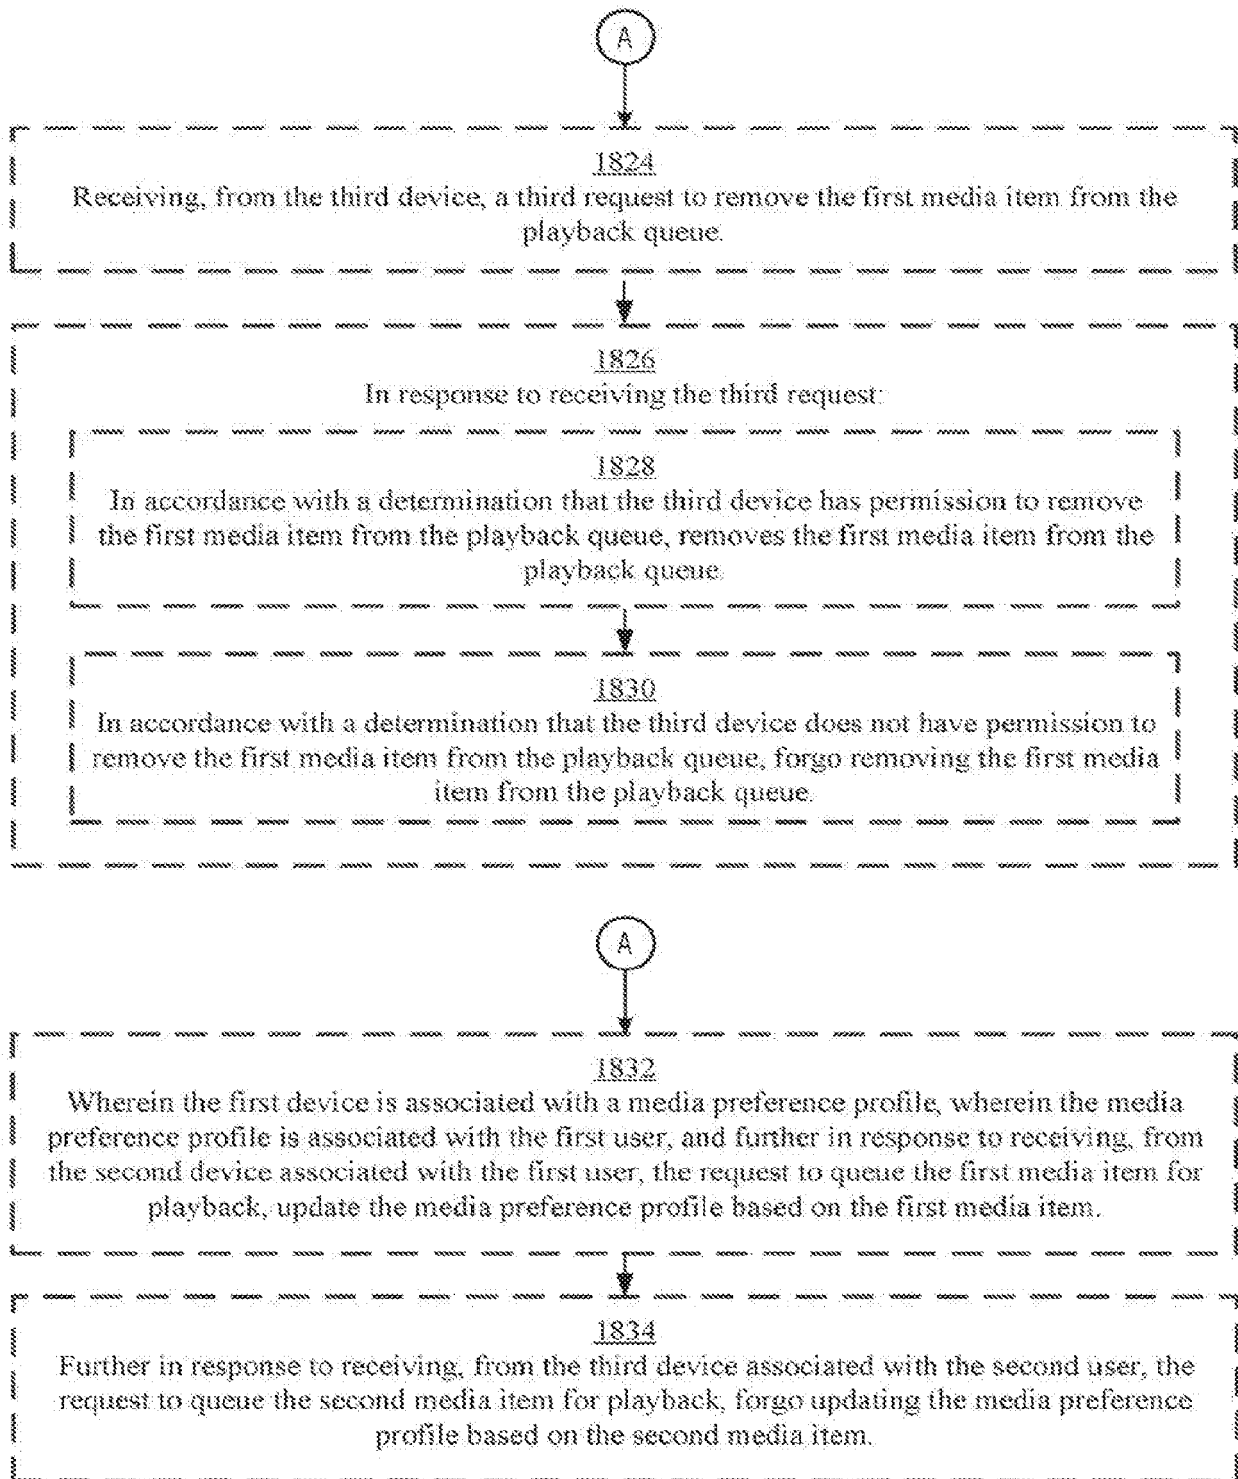 A
1824
Receiving, from the third device, a third request to remove the first media item from the
playback queue.
1826
In response to receiving the third request:
1828
In accordance with a determination that the third device has permission to remove
the first media item from the playback queue, removes the first media item from the
playback queue.
1830
In accordance with a determination that the third device does not have permission to
remove the first media item from the playback queue, forgo removing the first media
item from the playback queue.
A
1832
Wherein the first device is associated with a media preference profile, wherein the media
preference profile is associated with the first user, and further in response to receiving, from
the second device associated with the first user, the request to queue the first media item for
playback, update the media preference profile based on the first media item.
1834
Further in response to receiving, from the third device associated with the second user, the
request to queue the second media item for playback, forgo updating the media preference
profile based on the second media item.